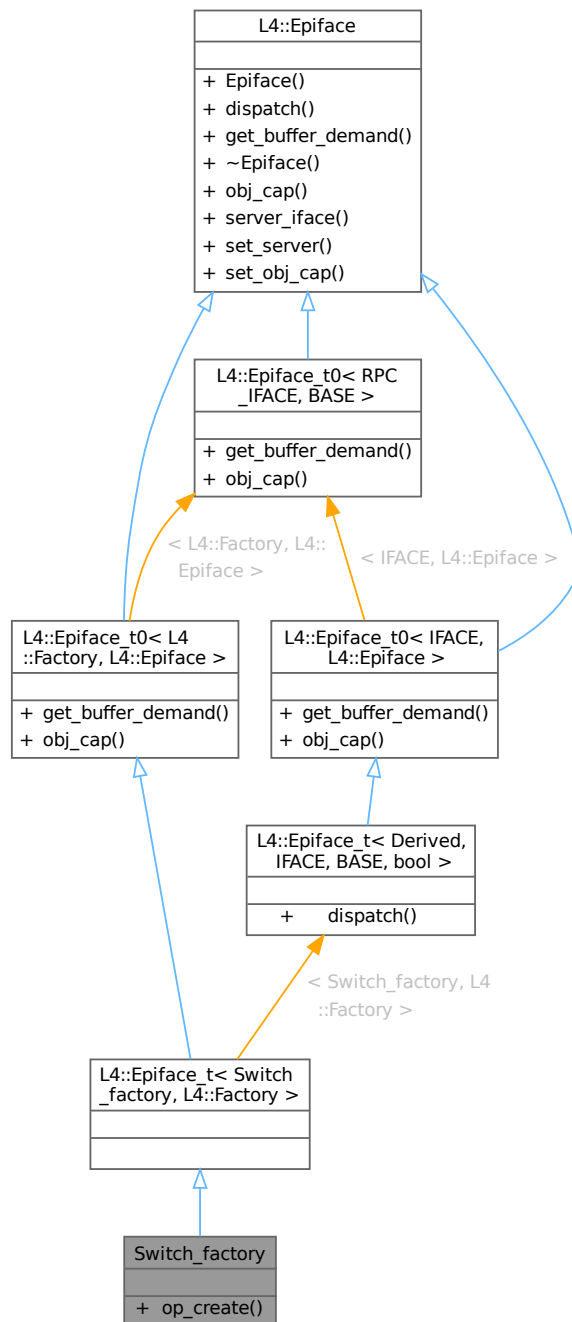 L4::Epiface
+ Epiface()
+ dispatch()
+ get_buffer_demand()
+ ~Epiface()
+ obj_cap()
+ server_iface()
+ set_server()
+ set_obj_cap()
L4::Epiface_t0< RPC
_IFACE, BASE >
+ get_buffer_demand()
+ obj_cap()
< L4::Factory, L4::
Epiface >
< IFACE, L4::Epiface >
L4::Epiface_t0< L4
::Factory, L4::Epiface >
+ get_buffer_demand()
+ obj_cap()
L4::Epiface_t0< IFACE,
L4::Epiface >
+ get_buffer_demand()
+ obj_cap()
L4::Epiface_t< Derived,
IFACE, BASE, bool >
+ dispatch()
< Switch_factory, L4
::Factory >
L4::Epiface_t< Switch
_factory, L4::Factory >
Switch_factory
+ op_create()